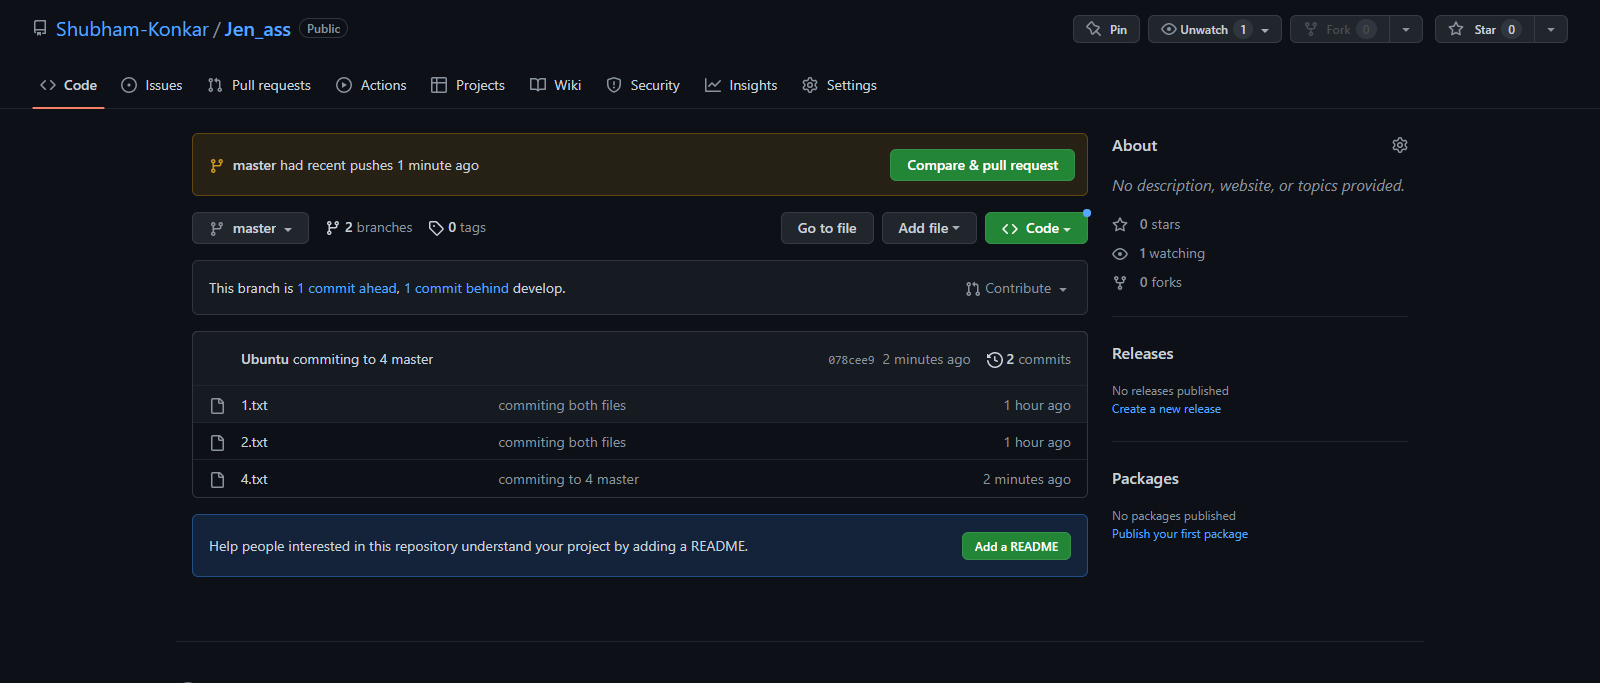 Shubham-Konkar / Jen_ass Public
Pin Unwatch 1 Fork 0 Star 0
Code Issues Pull requests Actions Projects Wiki Security Insights Settings
master had recent pushes 1 minute ago Compare & pull request
master 2 branches 0 tags Go to file Add file Code
This branch is 1 commit ahead, 1 commit behind develop. Contribute
Ubuntu commiting to 4 master 078cee9 2 minutes ago 2 commits
1.txt commiting both files 1 hour ago
2.txt commiting both files 1 hour ago
4.txt commiting to 4 master 2 minutes ago
Help people interested in this repository understand your project by adding a README. Add a README
About
No description, website, or topics provided.
0 stars
1 watching
0 forks
Releases
No releases published
Create a new release
Packages
No packages published
Publish your first package